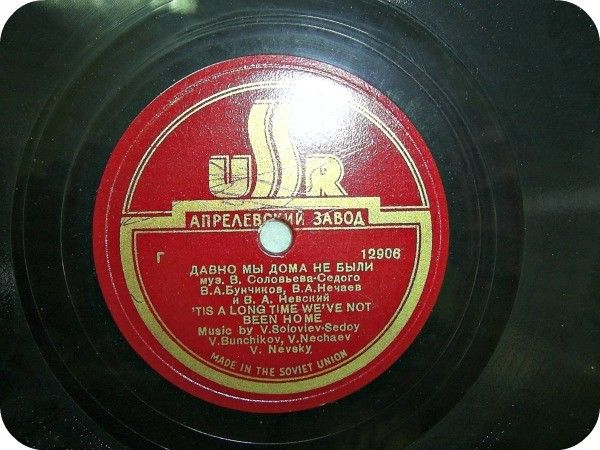 USSR
АПРЕЛЕВСКИЙ ЗАВОД
Г 12906
ДАВНО МЫ ДОМА НЕ БЫЛИ
муз. В. Соловьева-Седого
В.А.Бунчиков, В.А.Нечаев
и В. А. Невский
'TIS A LONG TIME WE'VE NOT
BEEN HOME
Music by V.Soloviev-Sedoy
V.Bunchikov, V.Nechaev
V. Nevsky
MADE IN THE SOVIET UNION